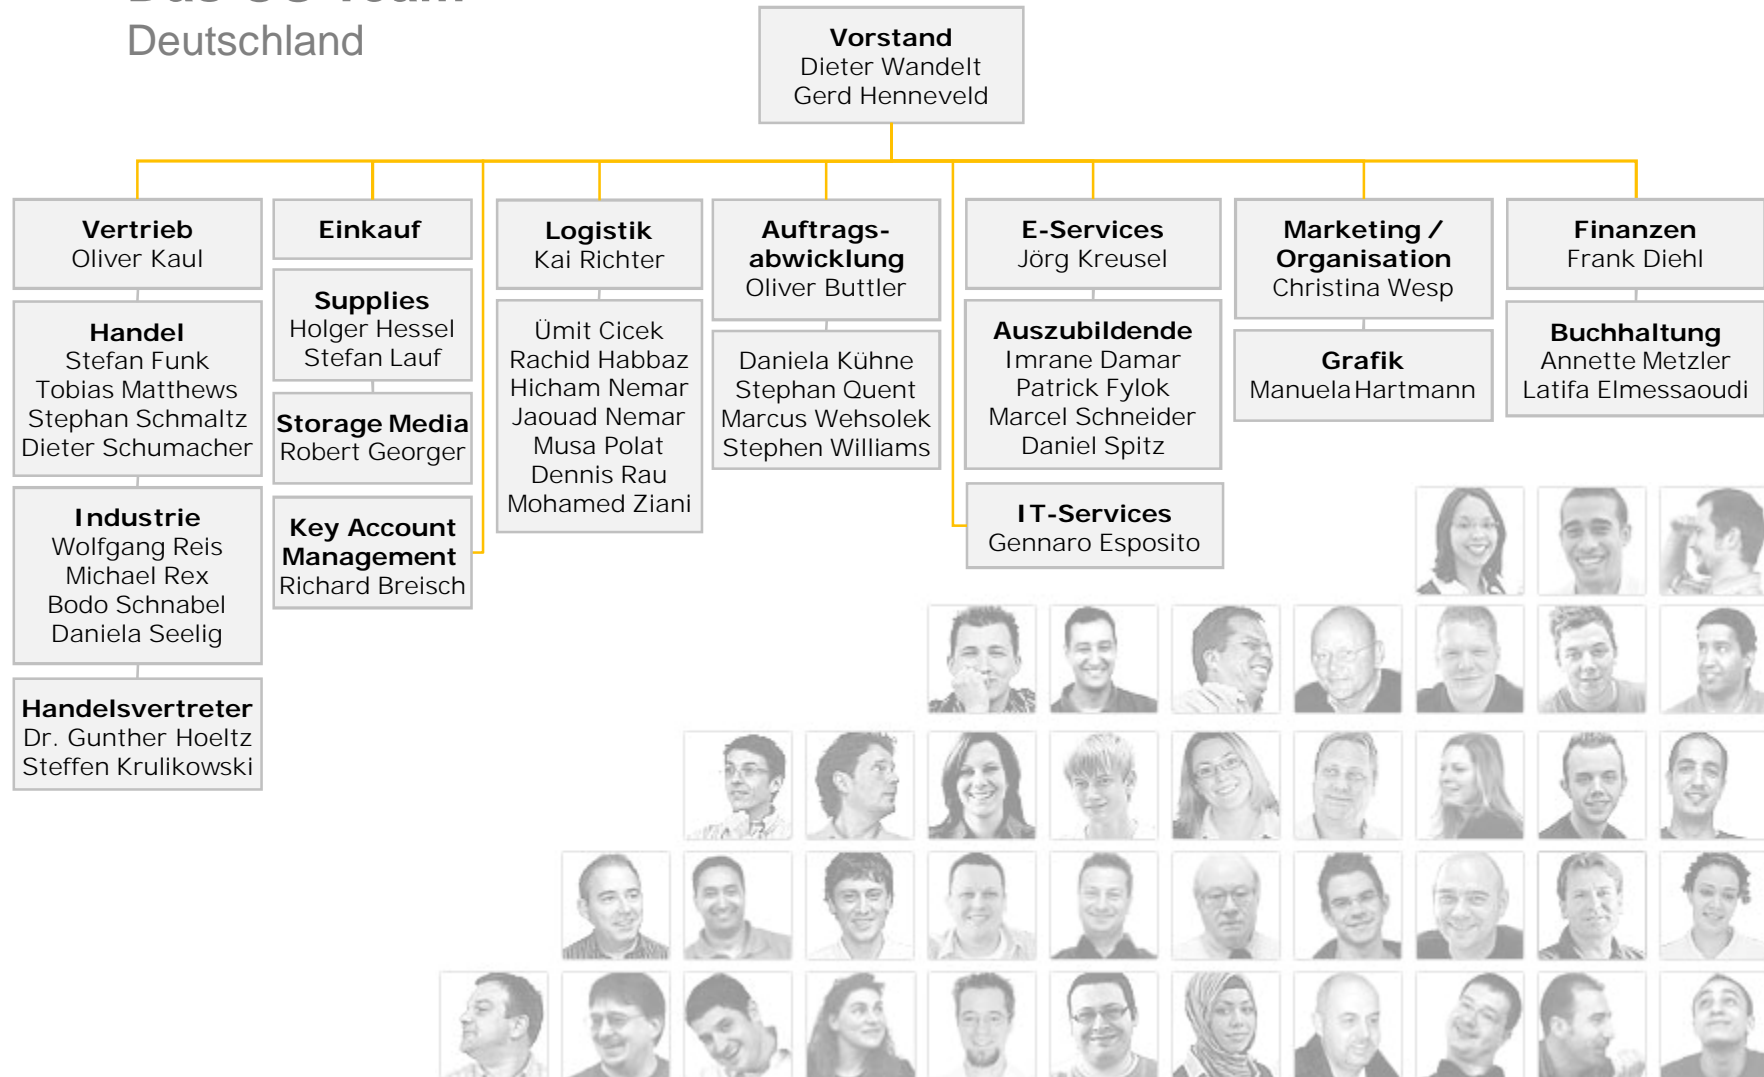 Das CC Team
Deutschland
Vorstand
Dieter Wandelt
Gerd Henneveld
Vertrieb
Oliver Kaul
Handel
Stefan Funk
Tobias Matthews
Stephan Schmaltz
Dieter Schumacher
Industrie
Wolfgang Reis
Michael Rex
Bodo Schnabel
Daniela Seelig
Handelsvertreter
Dr. Gunther Hoeltz
Steffen Krulikowski
Einkauf
Supplies
Holger Hessel
Stefan Lauf
Storage Media
Robert Georger
Key Account
Management
Richard Breisch
Logistik
Kai Richter
Ümit Cicek
Rachid Habbaz
Hicham Nemar
Jaouad Nemar
Musa Polat
Dennis Rau
Mohamed Ziani
Auftrags-
abwicklung
Oliver Buttler
Daniela Kühne
Stephan Quent
Marcus Wehsolek
Stephen Williams
E-Services
Jörg Kreusel
Auszubildende
Imrane Damar
Patrick Fylok
Marcel Schneider
Daniel Spitz
IT-Services
Gennaro Esposito
Marketing /
Organisation
Christina Wesp
Grafik
Manuela Hartmann
Finanzen
Frank Diehl
Buchhaltung
Annette Metzler
Latifa Elmessaoudi